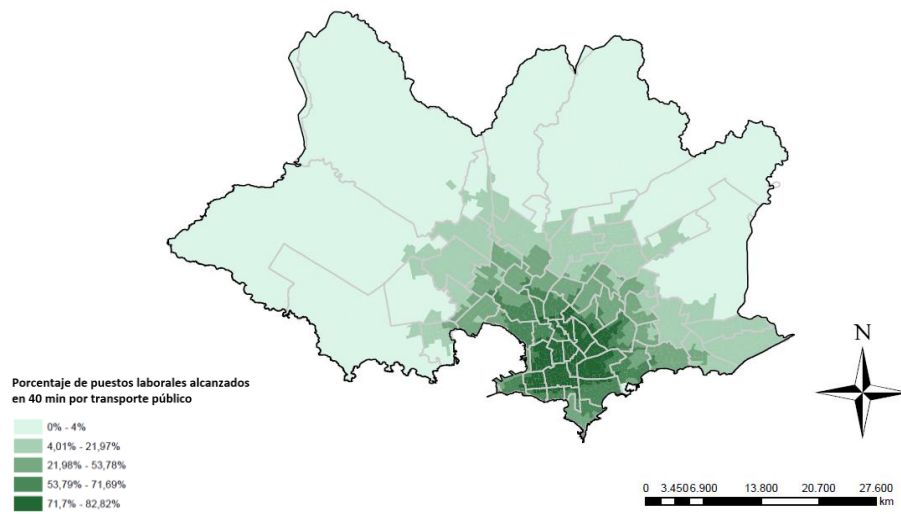 N
Porcentaje de puestos laborales alcanzados
en 40 min por transporte público
0% - 4%
4,01% - 21,97%
21,98% - 53,78%
53,79% - 71,69%
71,7% - 82,82%
0 3.450 6.900 13.800 20.700 27.600
km